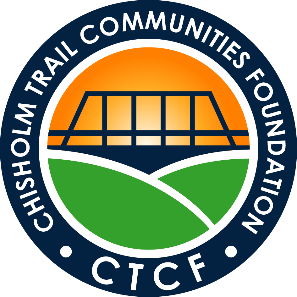 CHISHOLM TRAIL COMMUNITIES FOUNDATION
• CTCF •